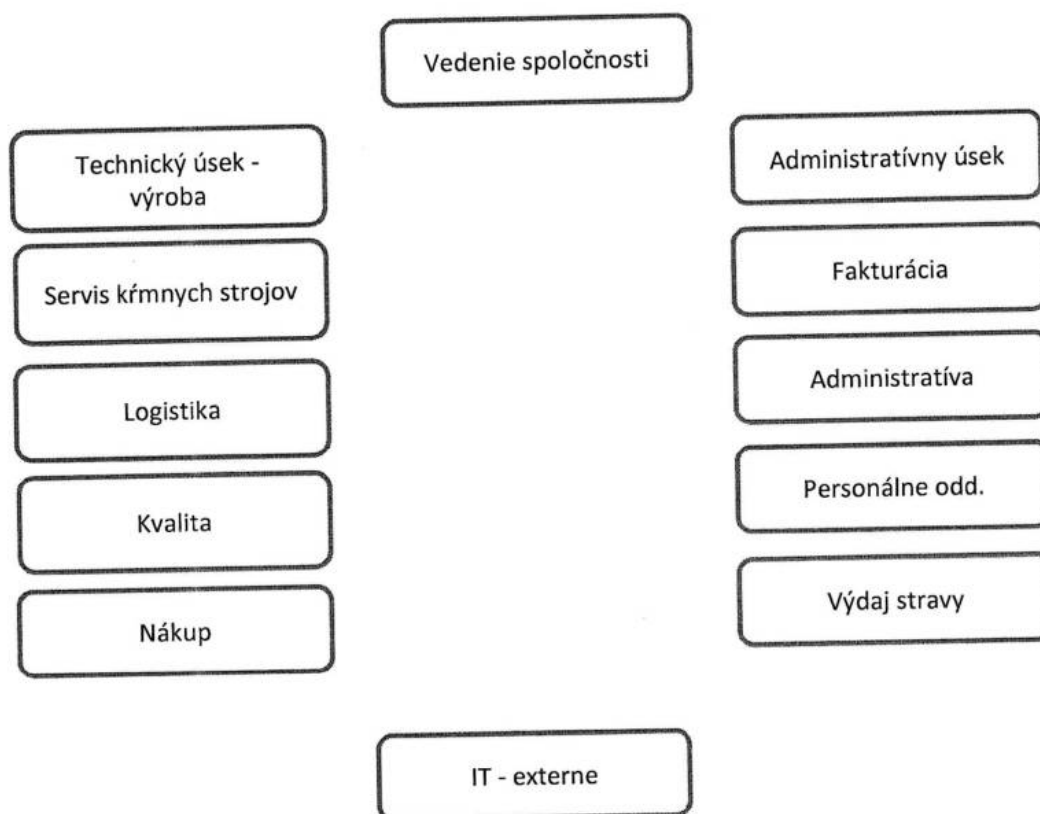 Vedenie spoločnosti
Technický úsek -
výroba
Servis kŕmnych strojov
Logistika
Kvalita
Nákup
Administratívny úsek
Fakturácia
Administratíva
Personálne odd.
Výdaj stravy
IT - externe